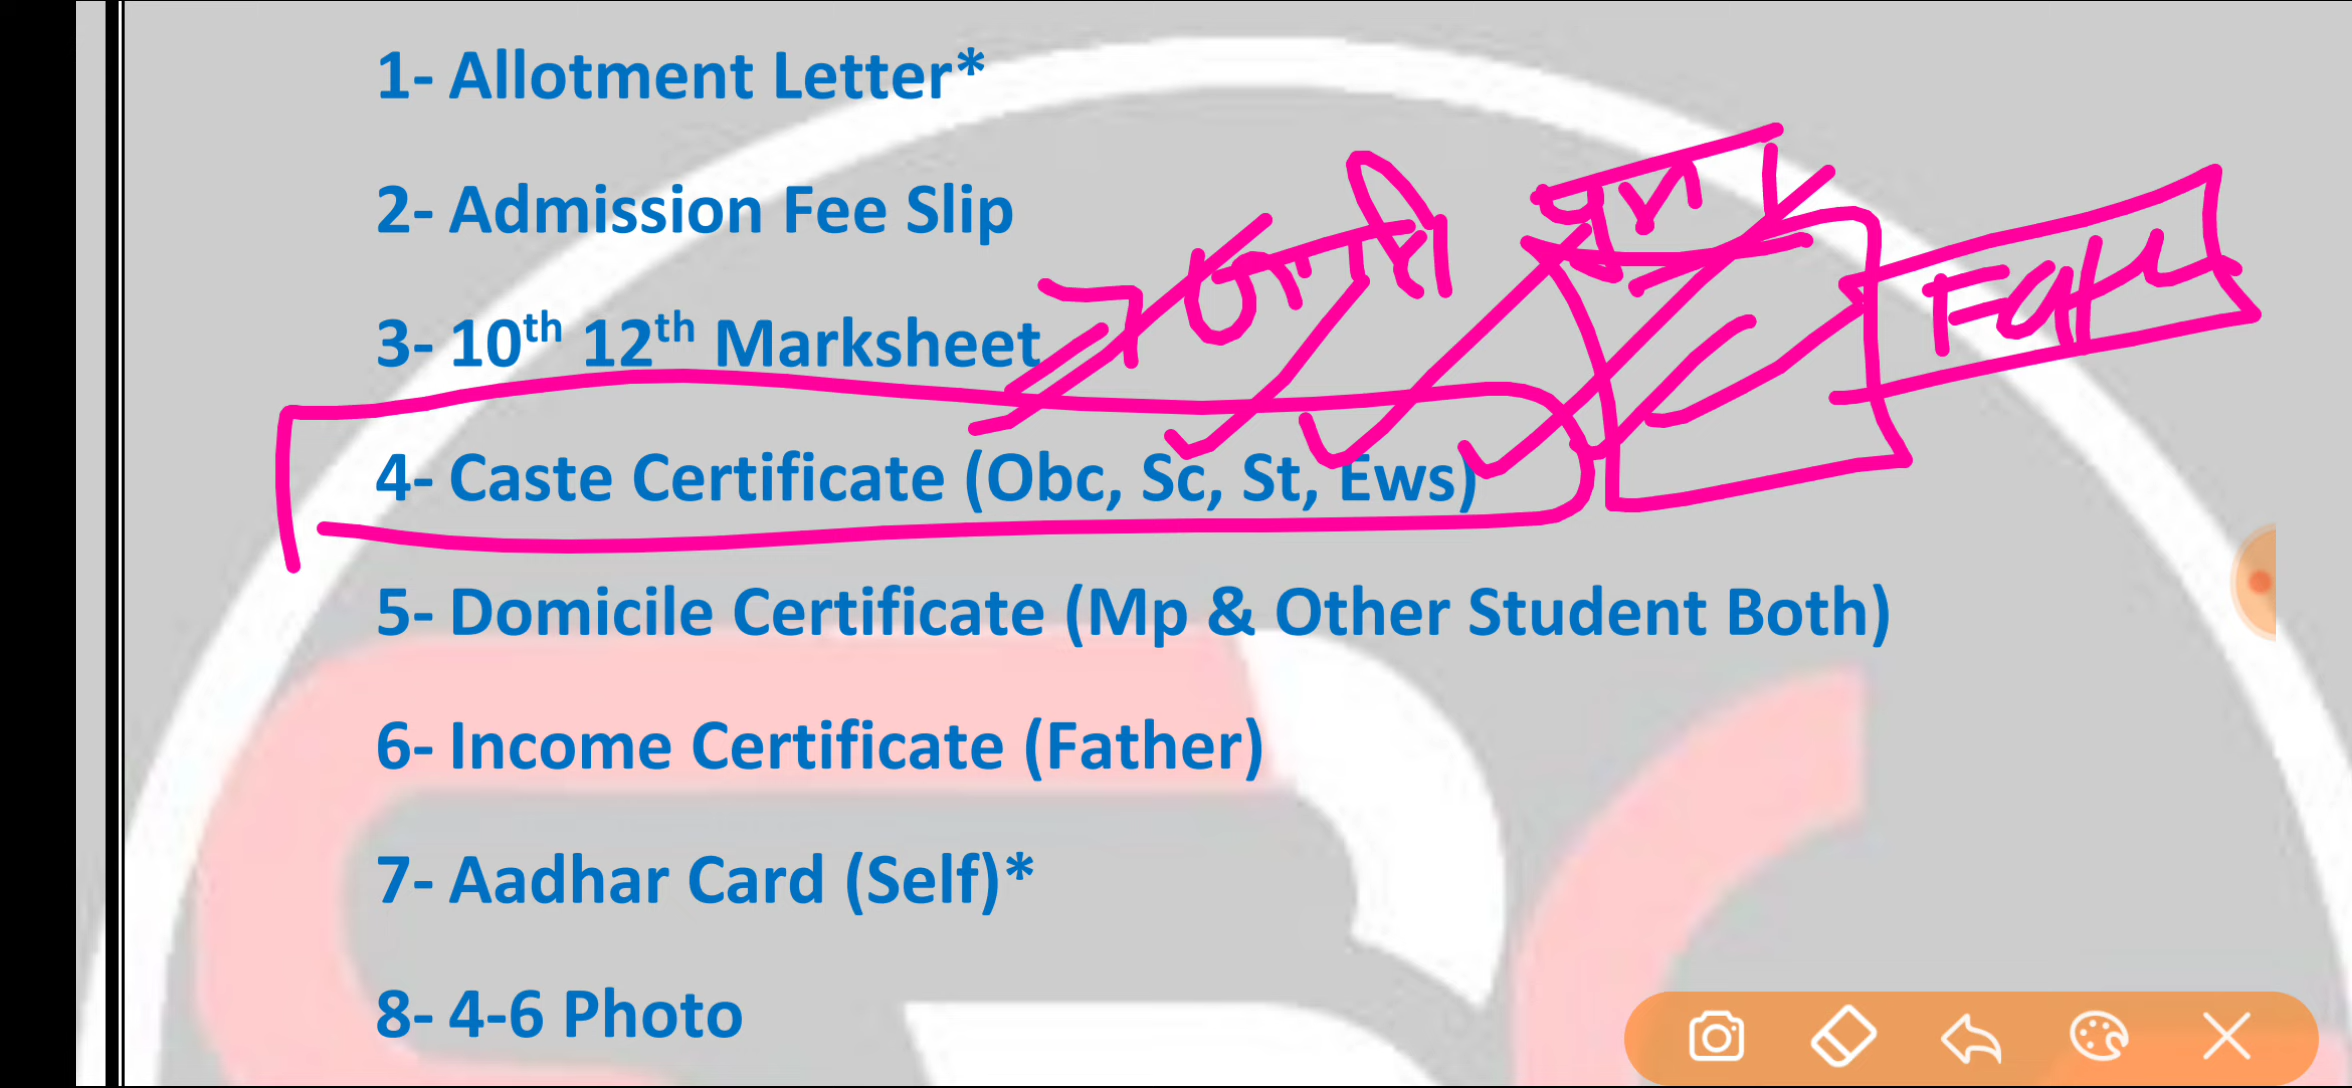 1- Allotment Letter*
2- Admission Fee Slip
3- 10th 12th Marksheet
4- Caste Certificate (Obc, Sc, St, Ews)
5- Domicile Certificate (Mp & Other Student Both)
6- Income Certificate (Father)
7- Aadhar Card (Self)*
8- 4-6 Photo